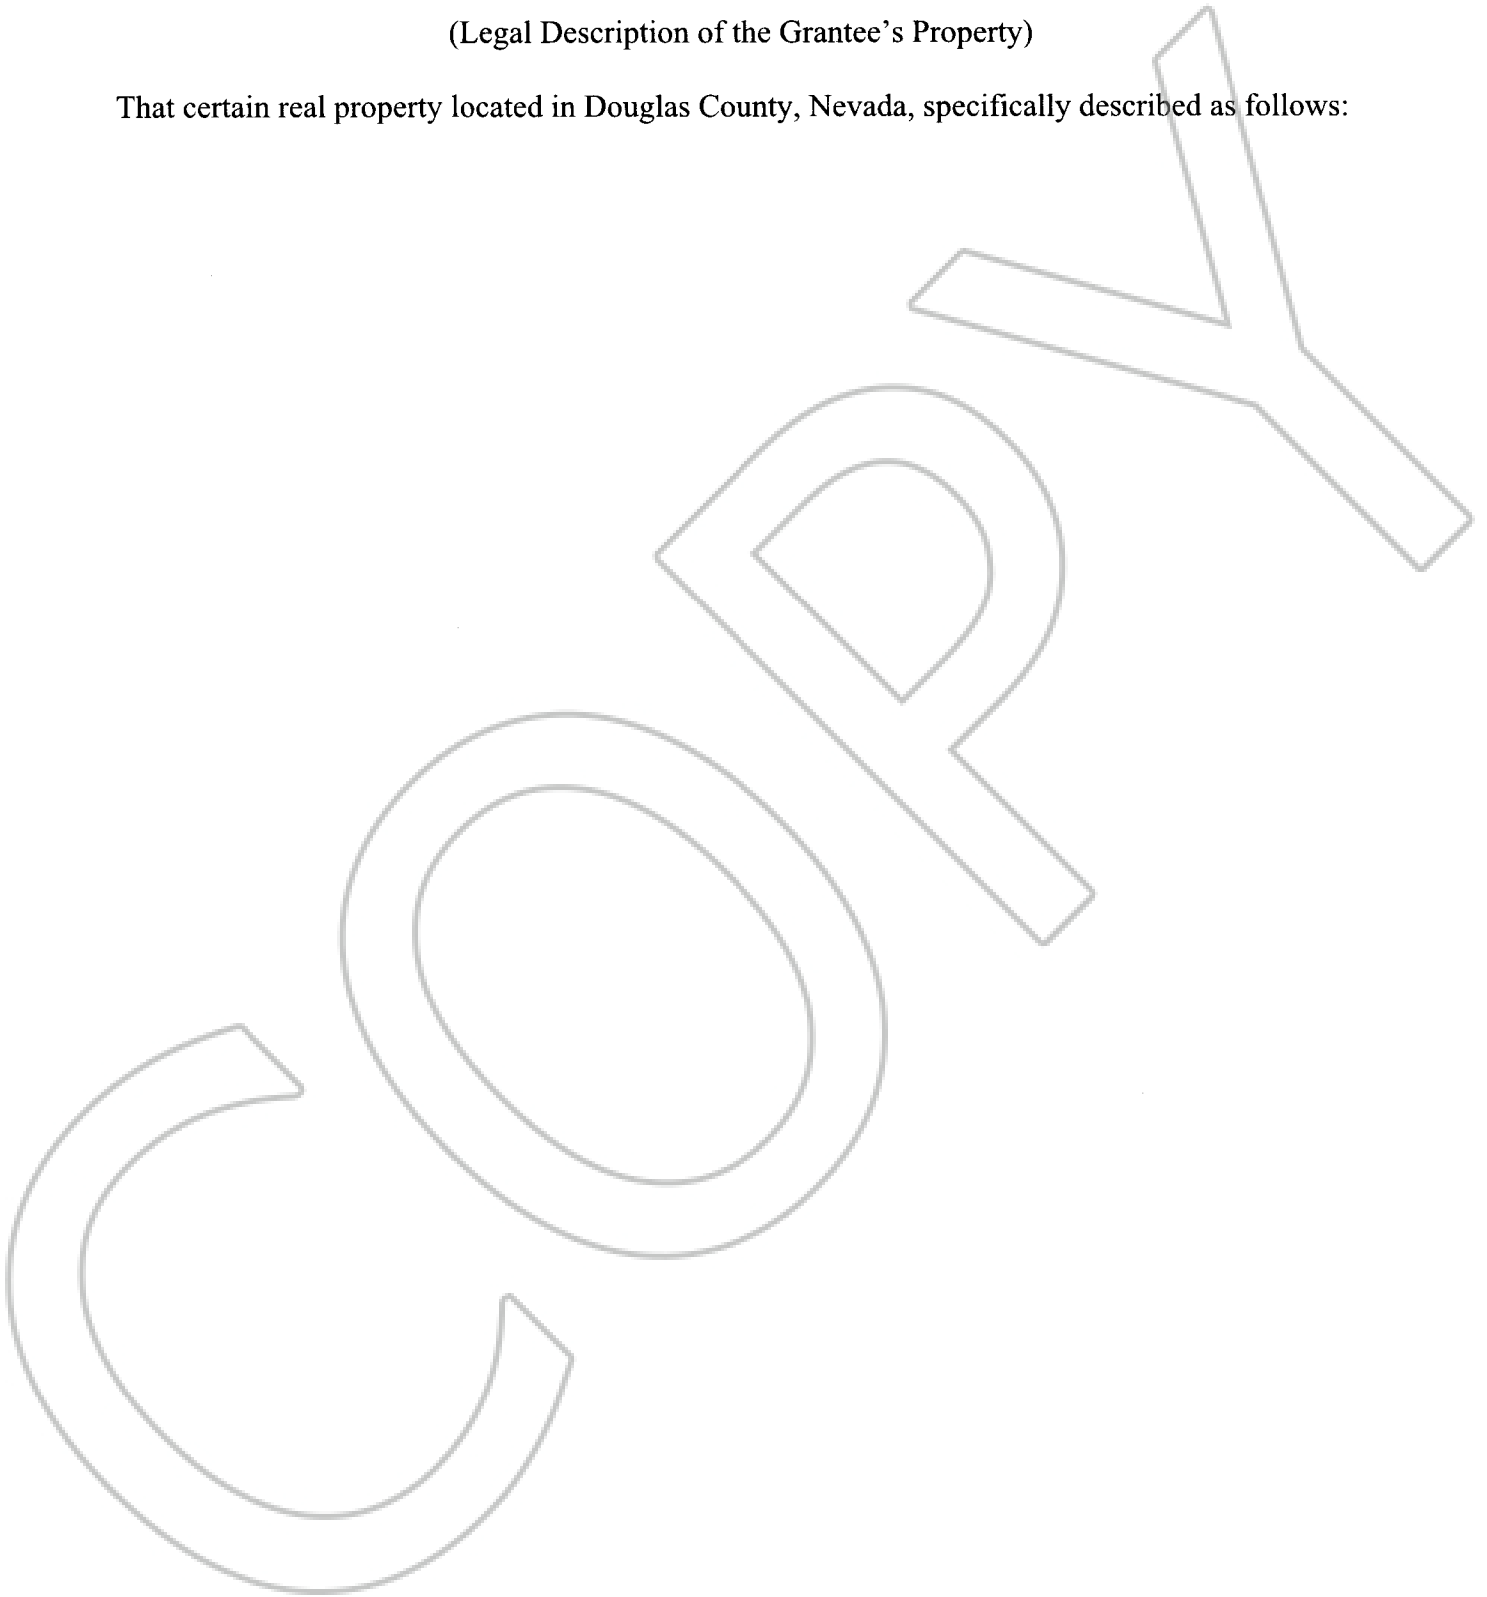 (Legal Description of the Grantee’s Property)
That certain real property located in Douglas County, Nevada, specifically described as follows:
COPY